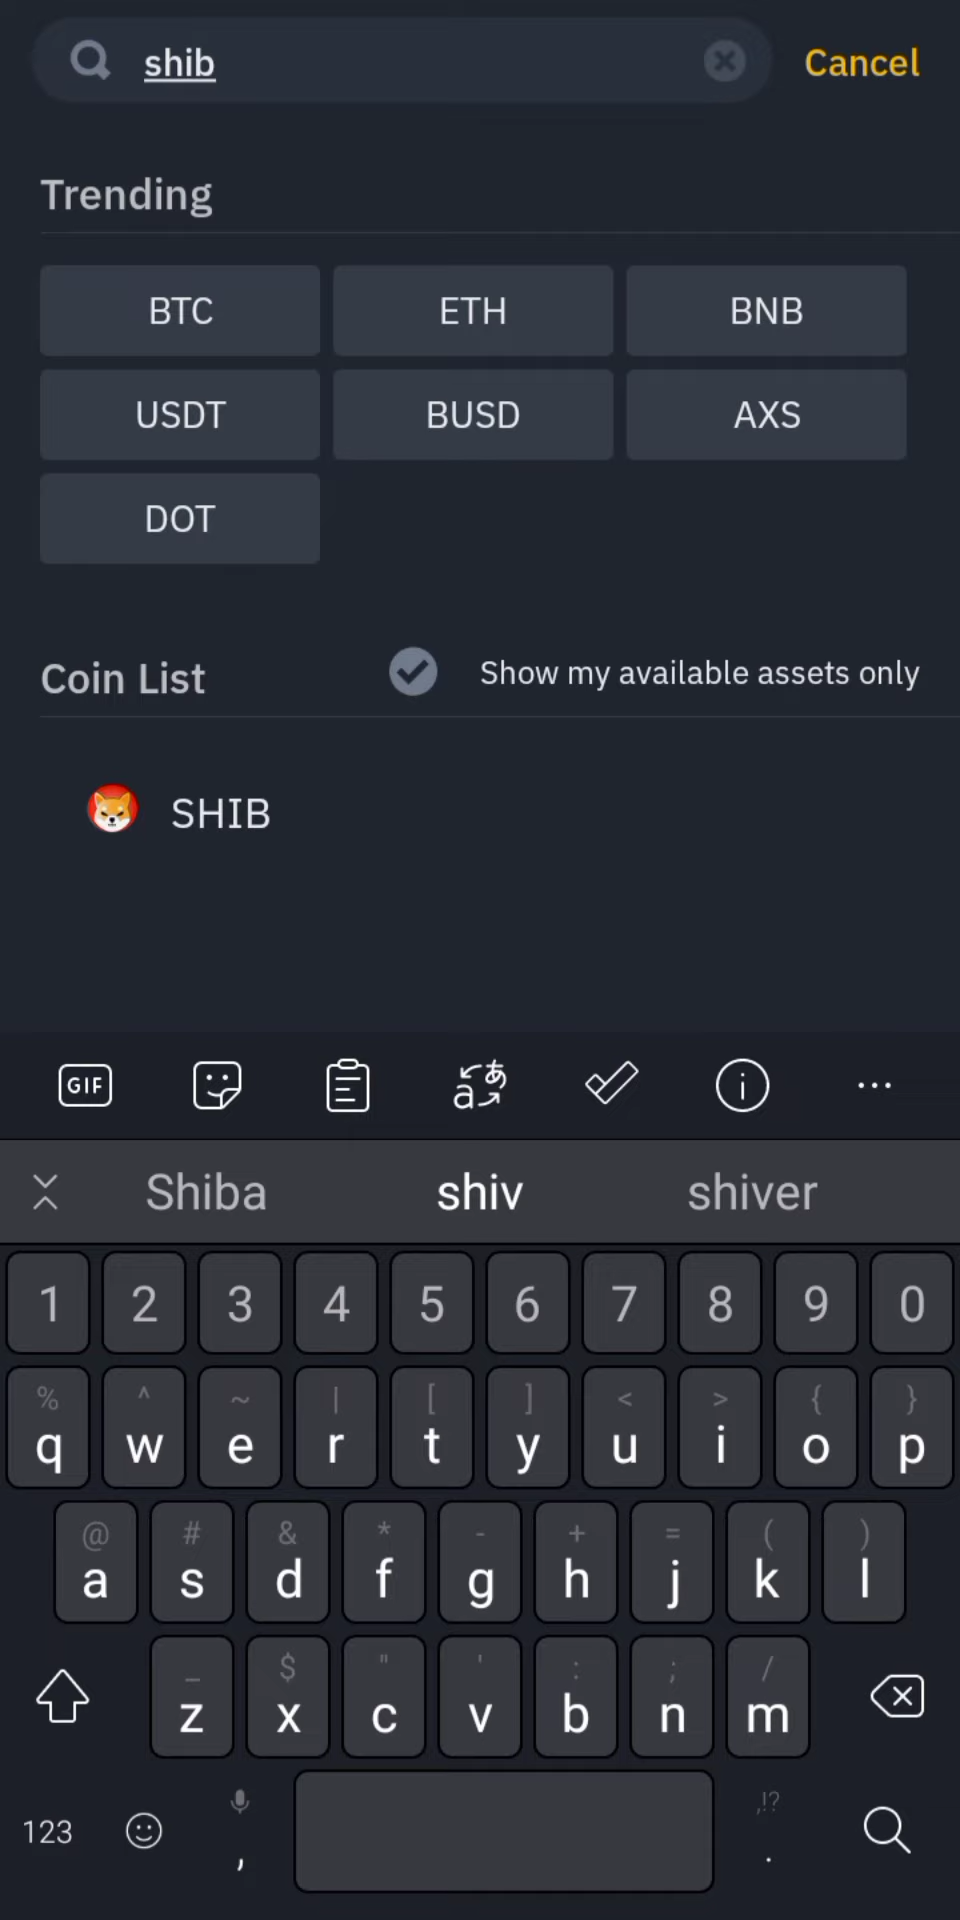 shib Cancel
Trending
BTC ETH BNB
USDT BUSD AXS
DOT
Coin List Show my available assets only
SHIB
GIF a あ ...
Shiba shiv shiver
1 2 3 4 5 6 7 8 9 0
% ^ ~ | [ ] < > { }
q w e r t y u i o p
@ # & * - + = ( )
a s d f g h j k l
_ $ " ' : ; /
z x c v b n m
123 , ,!? .